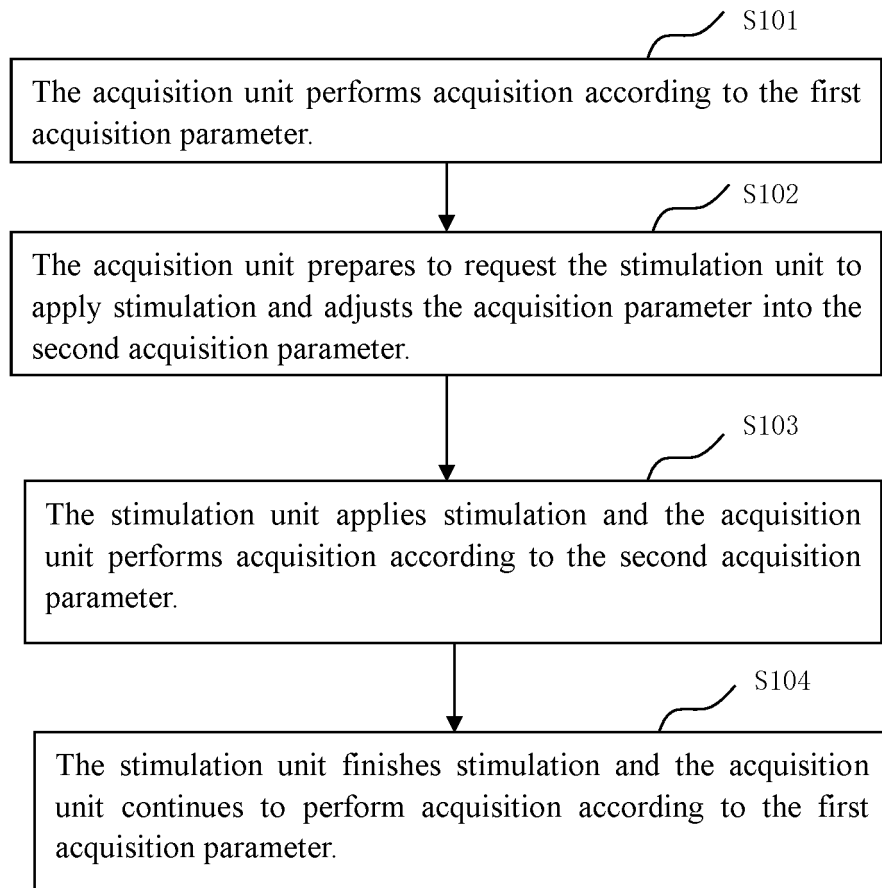 S101
The acquisition unit performs acquisition according to the first
acquisition parameter.
S102
The acquisition unit prepares to request the stimulation unit to
apply stimulation and adjusts the acquisition parameter into the
second acquisition parameter.
S103
The stimulation unit applies stimulation and the acquisition
unit performs acquisition according to the second acquisition
parameter.
S104
The stimulation unit finishes stimulation and the acquisition
unit continues to perform acquisition according to the first
acquisition parameter.